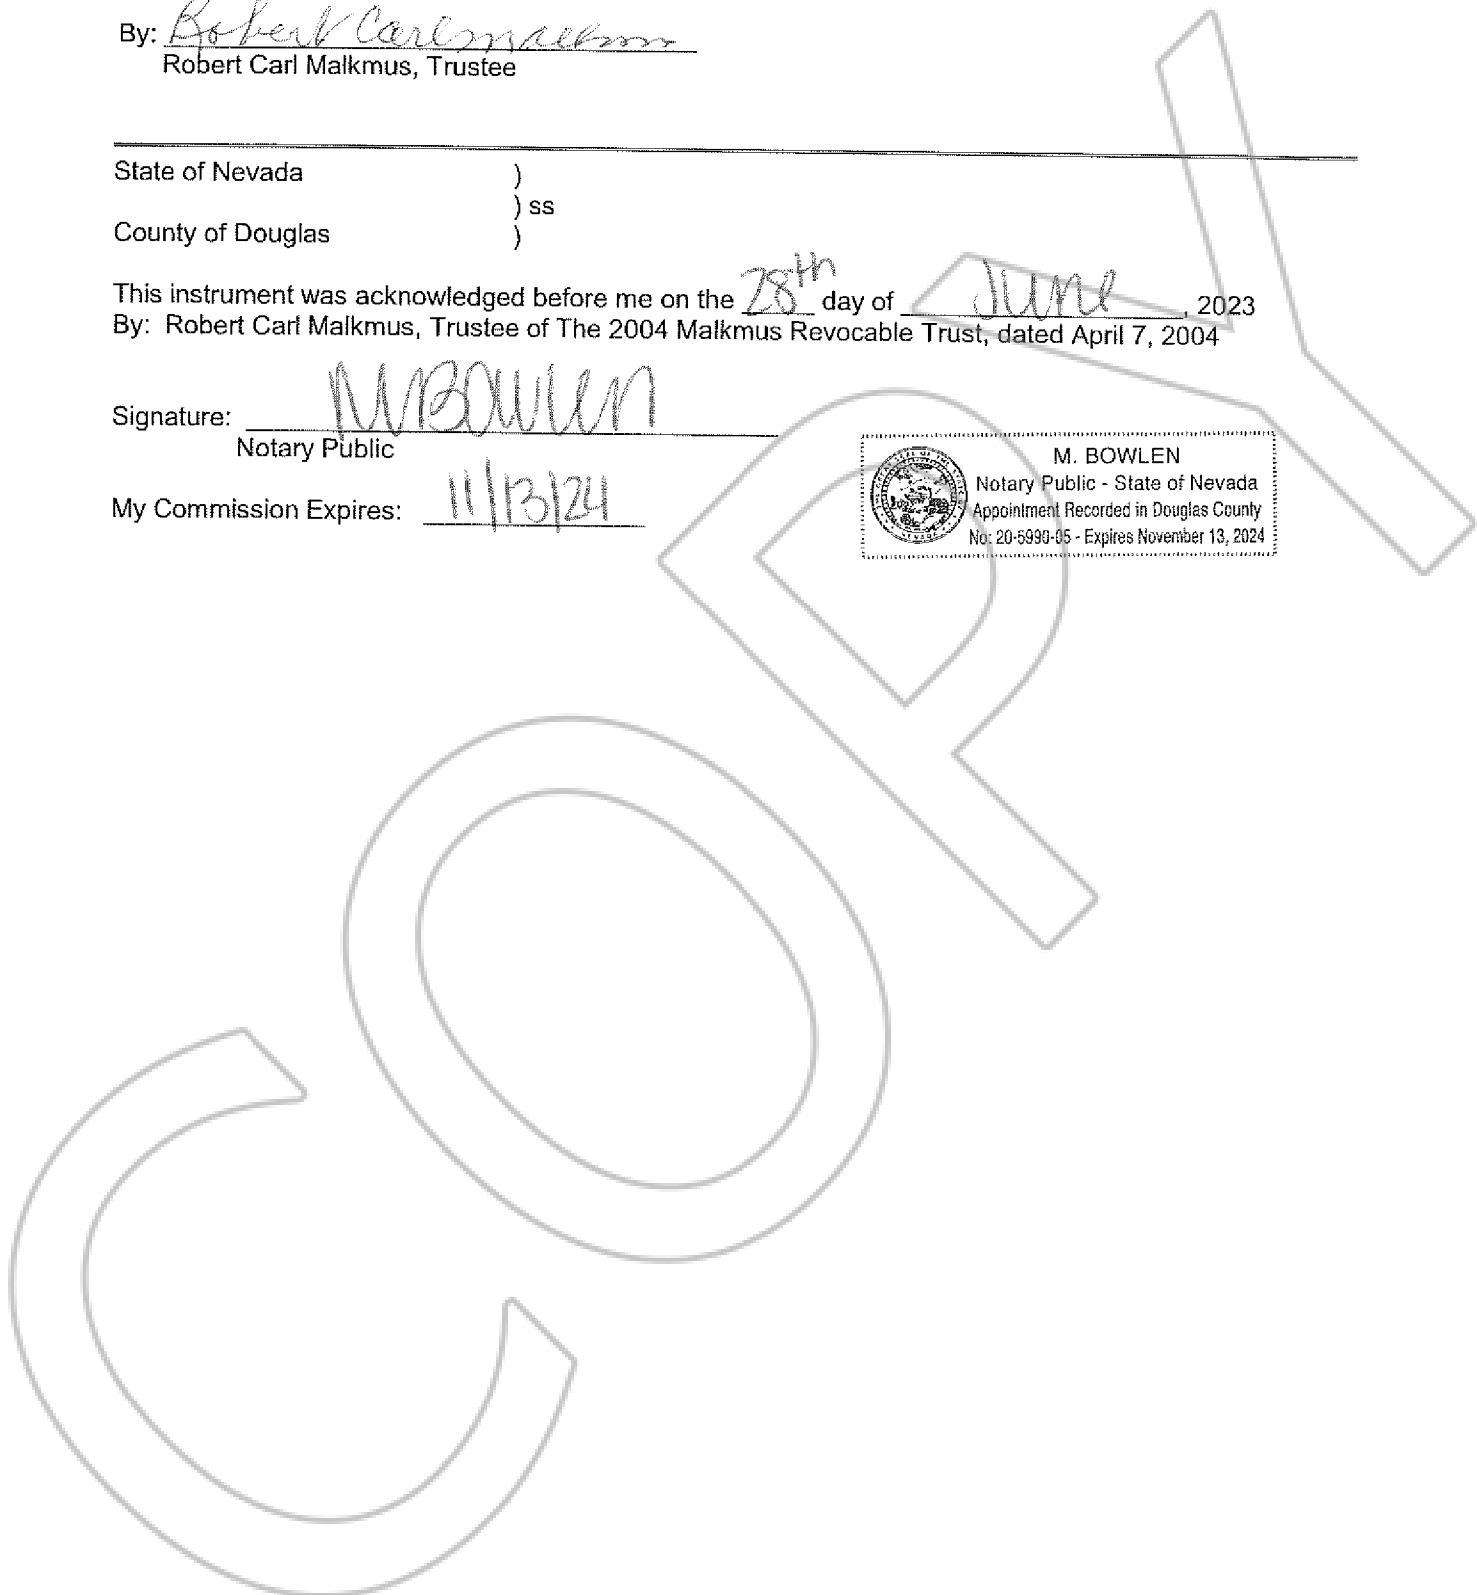 By: Robert Carl Malkmus
Robert Carl Malkmus, Trustee
State of Nevada )
) ss
County of Douglas )
This instrument was acknowledged before me on the 28th day of June, 2023
By: Robert Carl Malkmus, Trustee of The 2004 Malkmus Revocable Trust, dated April 7, 2004
Signature: M Bowlen
Notary Public
My Commission Expires: 11/13/24
M. BOWLEN
Notary Public - State of Nevada
Appointment Recorded in Douglas County
No: 20-5990-05 - Expires November 13, 2024
COPY